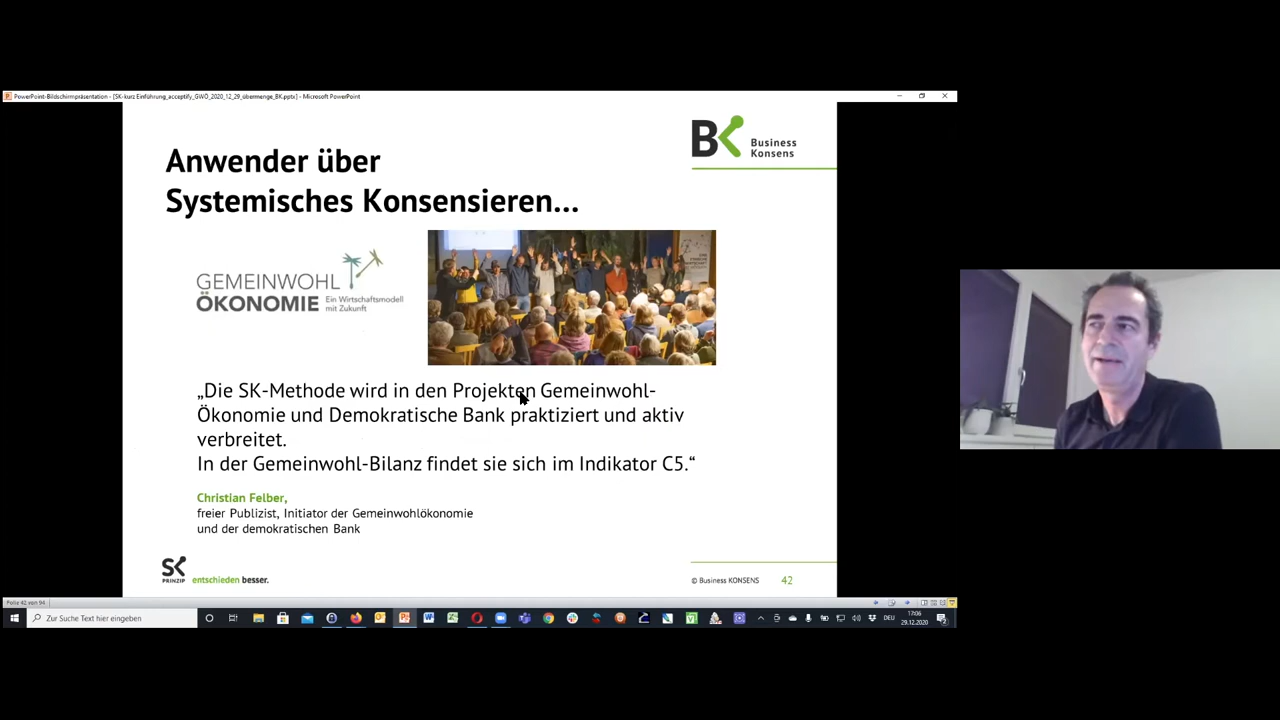 PowerPoint-Bildschirmpräsentation - [SK-kurz Einführung_acceptify_GWÖ_2020_12_29_übermenge_BK.pptx] - Microsoft PowerPoint
BK Business
Konsens
Anwender über
Systemisches Konsensieren...
GEMEINWOHL
ÖKONOMIE Ein Wirtschaftsmodell
mit Zukunft
„Die SK-Methode wird in den Projekten Gemeinwohl-
Ökonomie und Demokratische Bank praktiziert und aktiv
verbreitet.
In der Gemeinwohl-Bilanz findet sie sich im Indikator C5.“
Christian Felber,
freier Publizist, Initiator der Gemeinwohlökonomie
und der demokratischen Bank
SK
PRINZIP
entschieden besser.
© Business KONSENS 42
Folie 42 von 94
Zur Suche Text hier eingeben
DEU
17:06
29.12.2020